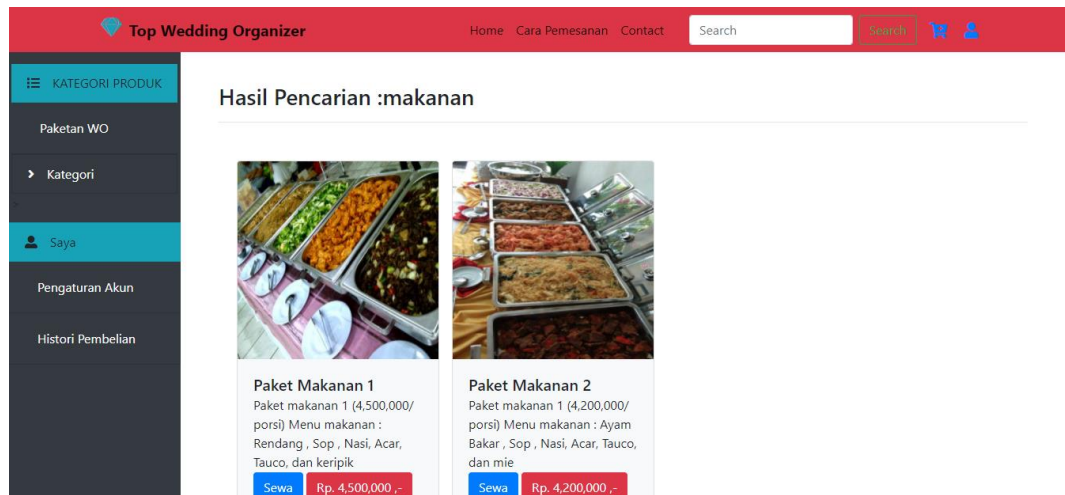 Top Wedding Organizer
Home Cara Pemesanan Contact
Search
Search
KATEGORI PRODUK
Paketan WO
Kategori
Saya
Pengaturan Akun
Histori Pembelian
Hasil Pencarian :makanan
Paket Makanan 1
Paket makanan 1 (4,500,000/
porsi) Menu makanan :
Rendang , Sop , Nasi, Acar,
Tauco, dan keripik
Sewa
Rp. 4,500,000 ,-
Paket Makanan 2
Paket makanan 1 (4,200,000/
porsi) Menu makanan : Ayam
Bakar , Sop , Nasi, Acar, Tauco,
dan mie
Sewa
Rp. 4,200,000 ,-